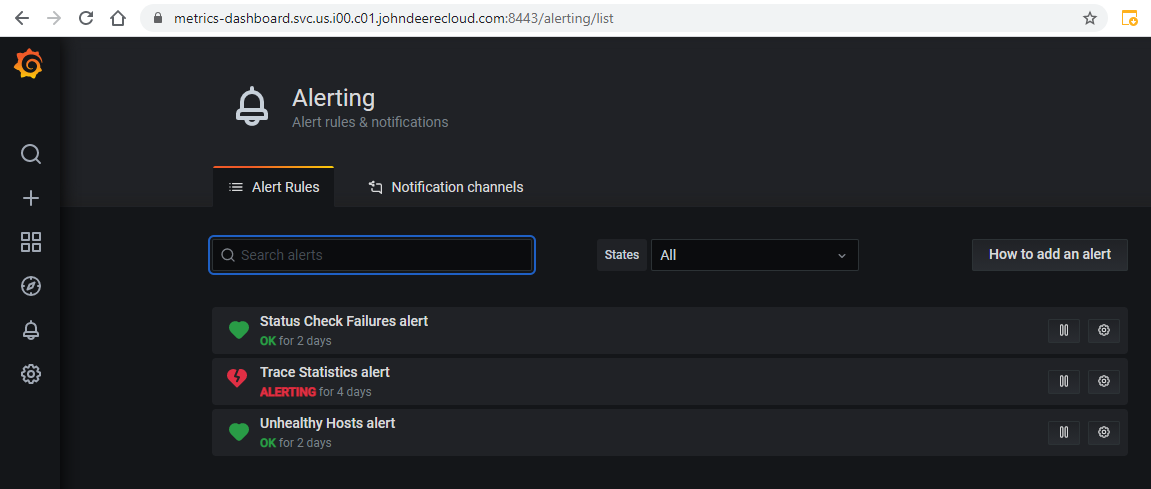 metrics-dashboard.svc.us.i00.c01.johndeerecloud.com:8443/alerting/list
Alerting
Alert rules & notifications
Alert Rules
Notification channels
Search alerts
States
All
How to add an alert
Status Check Failures alert
OK for 2 days
Trace Statistics alert
ALERTING for 4 days
Unhealthy Hosts alert
OK for 2 days